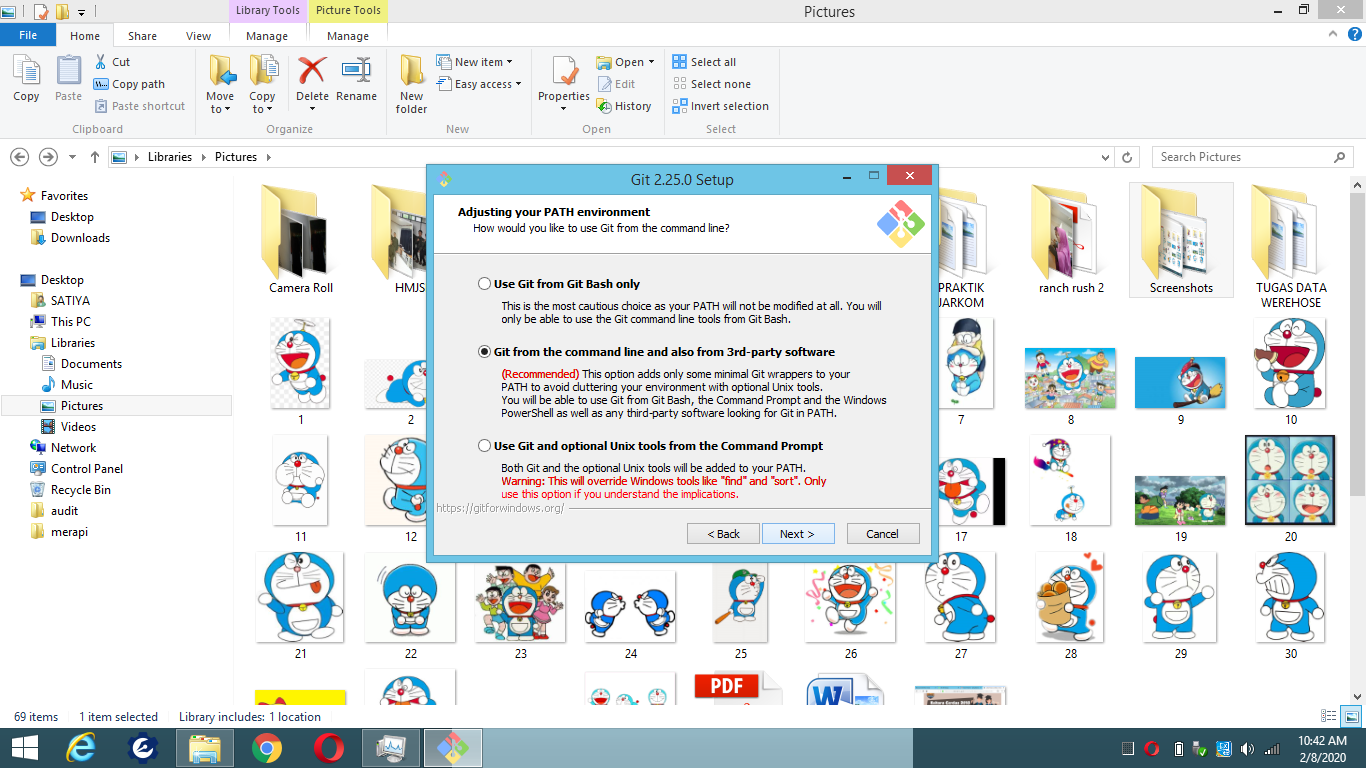 Library Tools
Picture Tools
Pictures
File
Home
Share
View
Manage
Manage
Copy
Paste
Cut
Copy path
Paste shortcut
Clipboard
Move to
Copy to
Delete
Rename
Organize
New folder
New item
Easy access
New
Properties
Open
Edit
History
Open
Select all
Select none
Invert selection
Select
Libraries
Pictures
Search Pictures
Favorites
Desktop
Downloads
Desktop
SATIYA
This PC
Libraries
Documents
Music
Pictures
Videos
Network
Control Panel
Recycle Bin
audit
merapi
Camera Roll
HMJS
PRAKTIK
JARKOM
ranch rush 2
Screenshots
TUGAS DATA
WEREHOSE
1
2
7
8
9
10
11
12
17
18
19
20
21
22
23
24
25
26
27
28
29
30
PDF
W
Git 2.25.0 Setup
Adjusting your PATH environment
How would you like to use Git from the command line?
Use Git from Git Bash only
This is the most cautious choice as your PATH will not be modified at all. You will
only be able to use the Git command line tools from Git Bash.
Git from the command line and also from 3rd-party software
(Recommended) This option adds only some minimal Git wrappers to your
PATH to avoid cluttering your environment with optional Unix tools.
You will be able to use Git from Git Bash, the Command Prompt and the Windows
PowerShell as well as any third-party software looking for Git in PATH.
Use Git and optional Unix tools from the Command Prompt
Both Git and the optional Unix tools will be added to your PATH.
Warning: This will override Windows tools like "find" and "sort". Only
use this option if you understand the implications.
https://gitforwindows.org/
< Back
Next >
Cancel
69 items
1 item selected
Library includes: 1 location
10:42 AM
2/8/2020